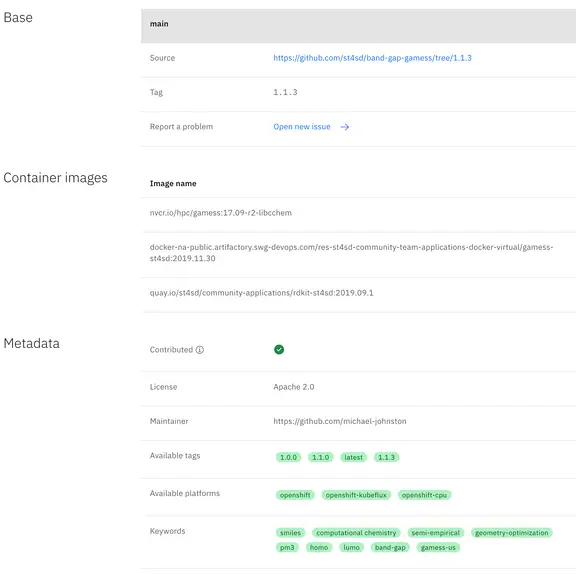 Base
main
Source https://github.com/st4sd/band-gap-gamess/tree/1.1.3
Tag 1.1.3
Report a problem Open new issue →
Container images
Image name
nvcr.io/hpc/gamess:17.09-r2-libcchem
docker-na-public.artifactory.swg-devops.com/res-st4sd-community-team-applications-docker-virtual/gamess-
st4sd:2019.11.30
quay.io/st4sd/community-applications/rdkit-st4sd:2019.09.1
Metadata
Contributed
License Apache 2.0
Maintainer https://github.com/michael-johnston
Available tags 1.0.0 1.1.0 latest 1.1.3
Available platforms openshift openshift-kubeflux openshift-cpu
Keywords smiles computational chemistry semi-empirical geometry-optimization
pm3 homo lumo band-gap gamess-us